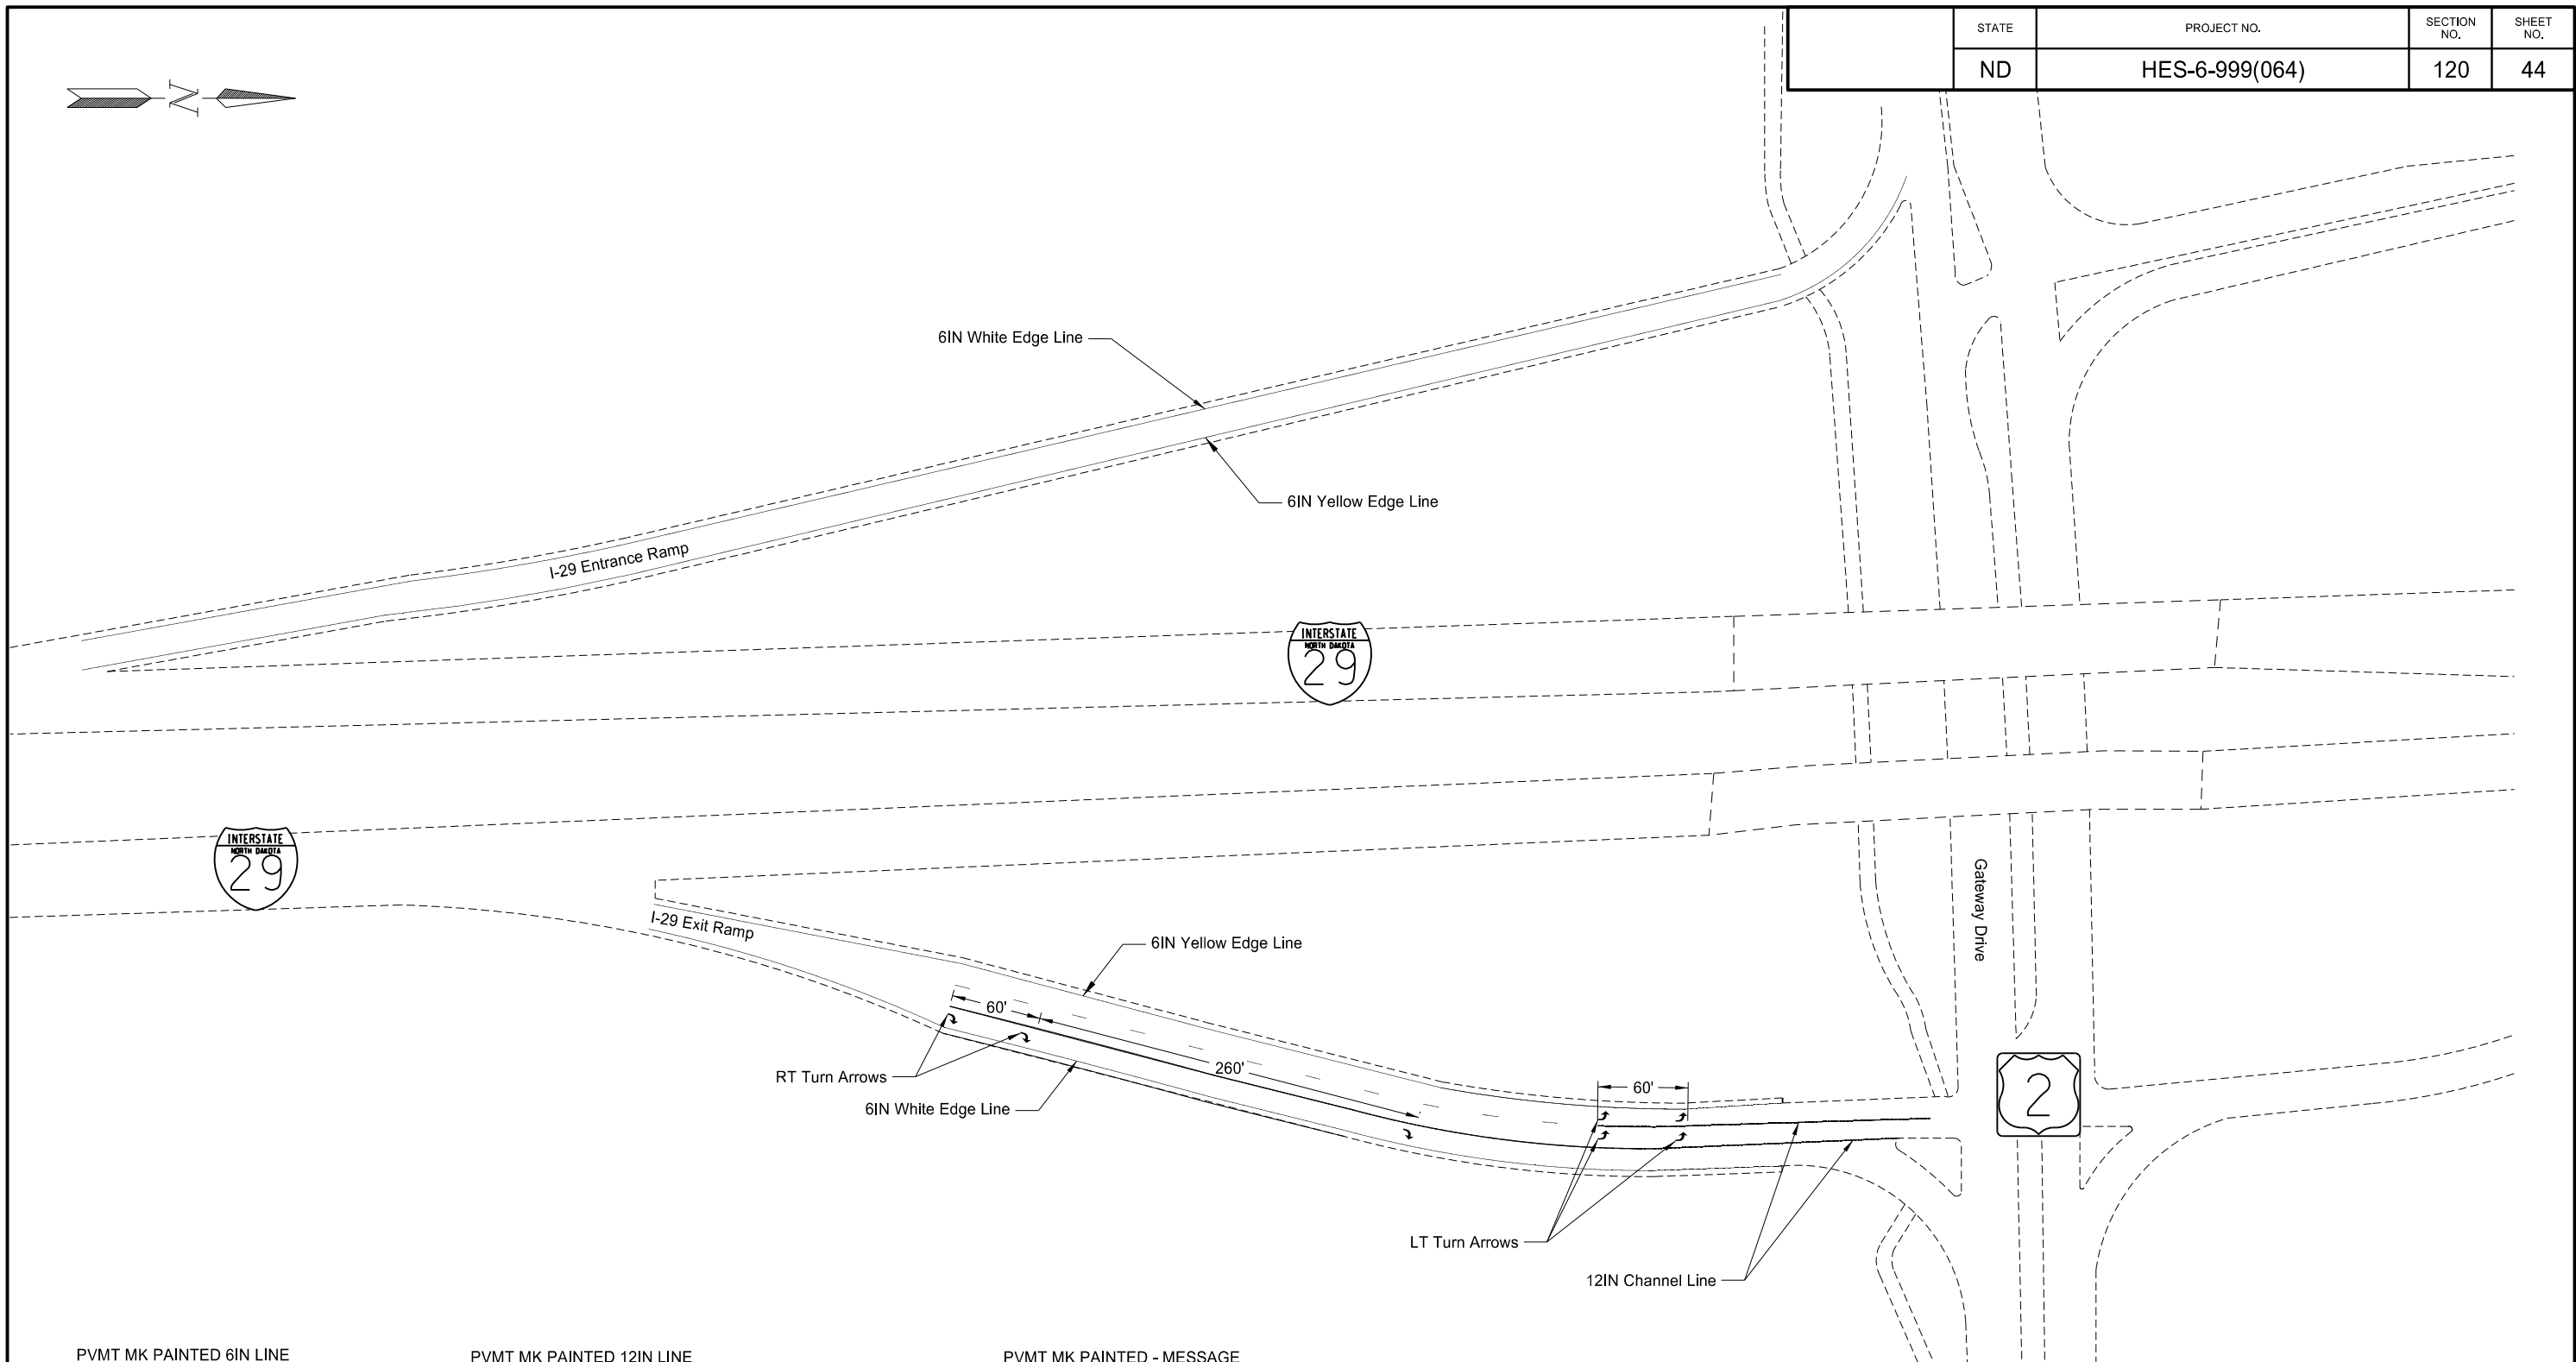 STATE
PROJECT NO.
SECTION NO.
SHEET NO.
ND
HES-6-999(064)
120
44
N
6IN White Edge Line
6IN Yellow Edge Line
I-29 Entrance Ramp
INTERSTATE
NORTH DAKOTA
29
INTERSTATE
NORTH DAKOTA
29
Gateway Drive
I-29 Exit Ramp
6IN Yellow Edge Line
60'
260'
60'
RT Turn Arrows
6IN White Edge Line
2
LT Turn Arrows
12IN Channel Line
PVMT MK PAINTED 6IN LINE
PVMT MK PAINTED 12IN LINE
PVMT MK PAINTED - MESSAGE